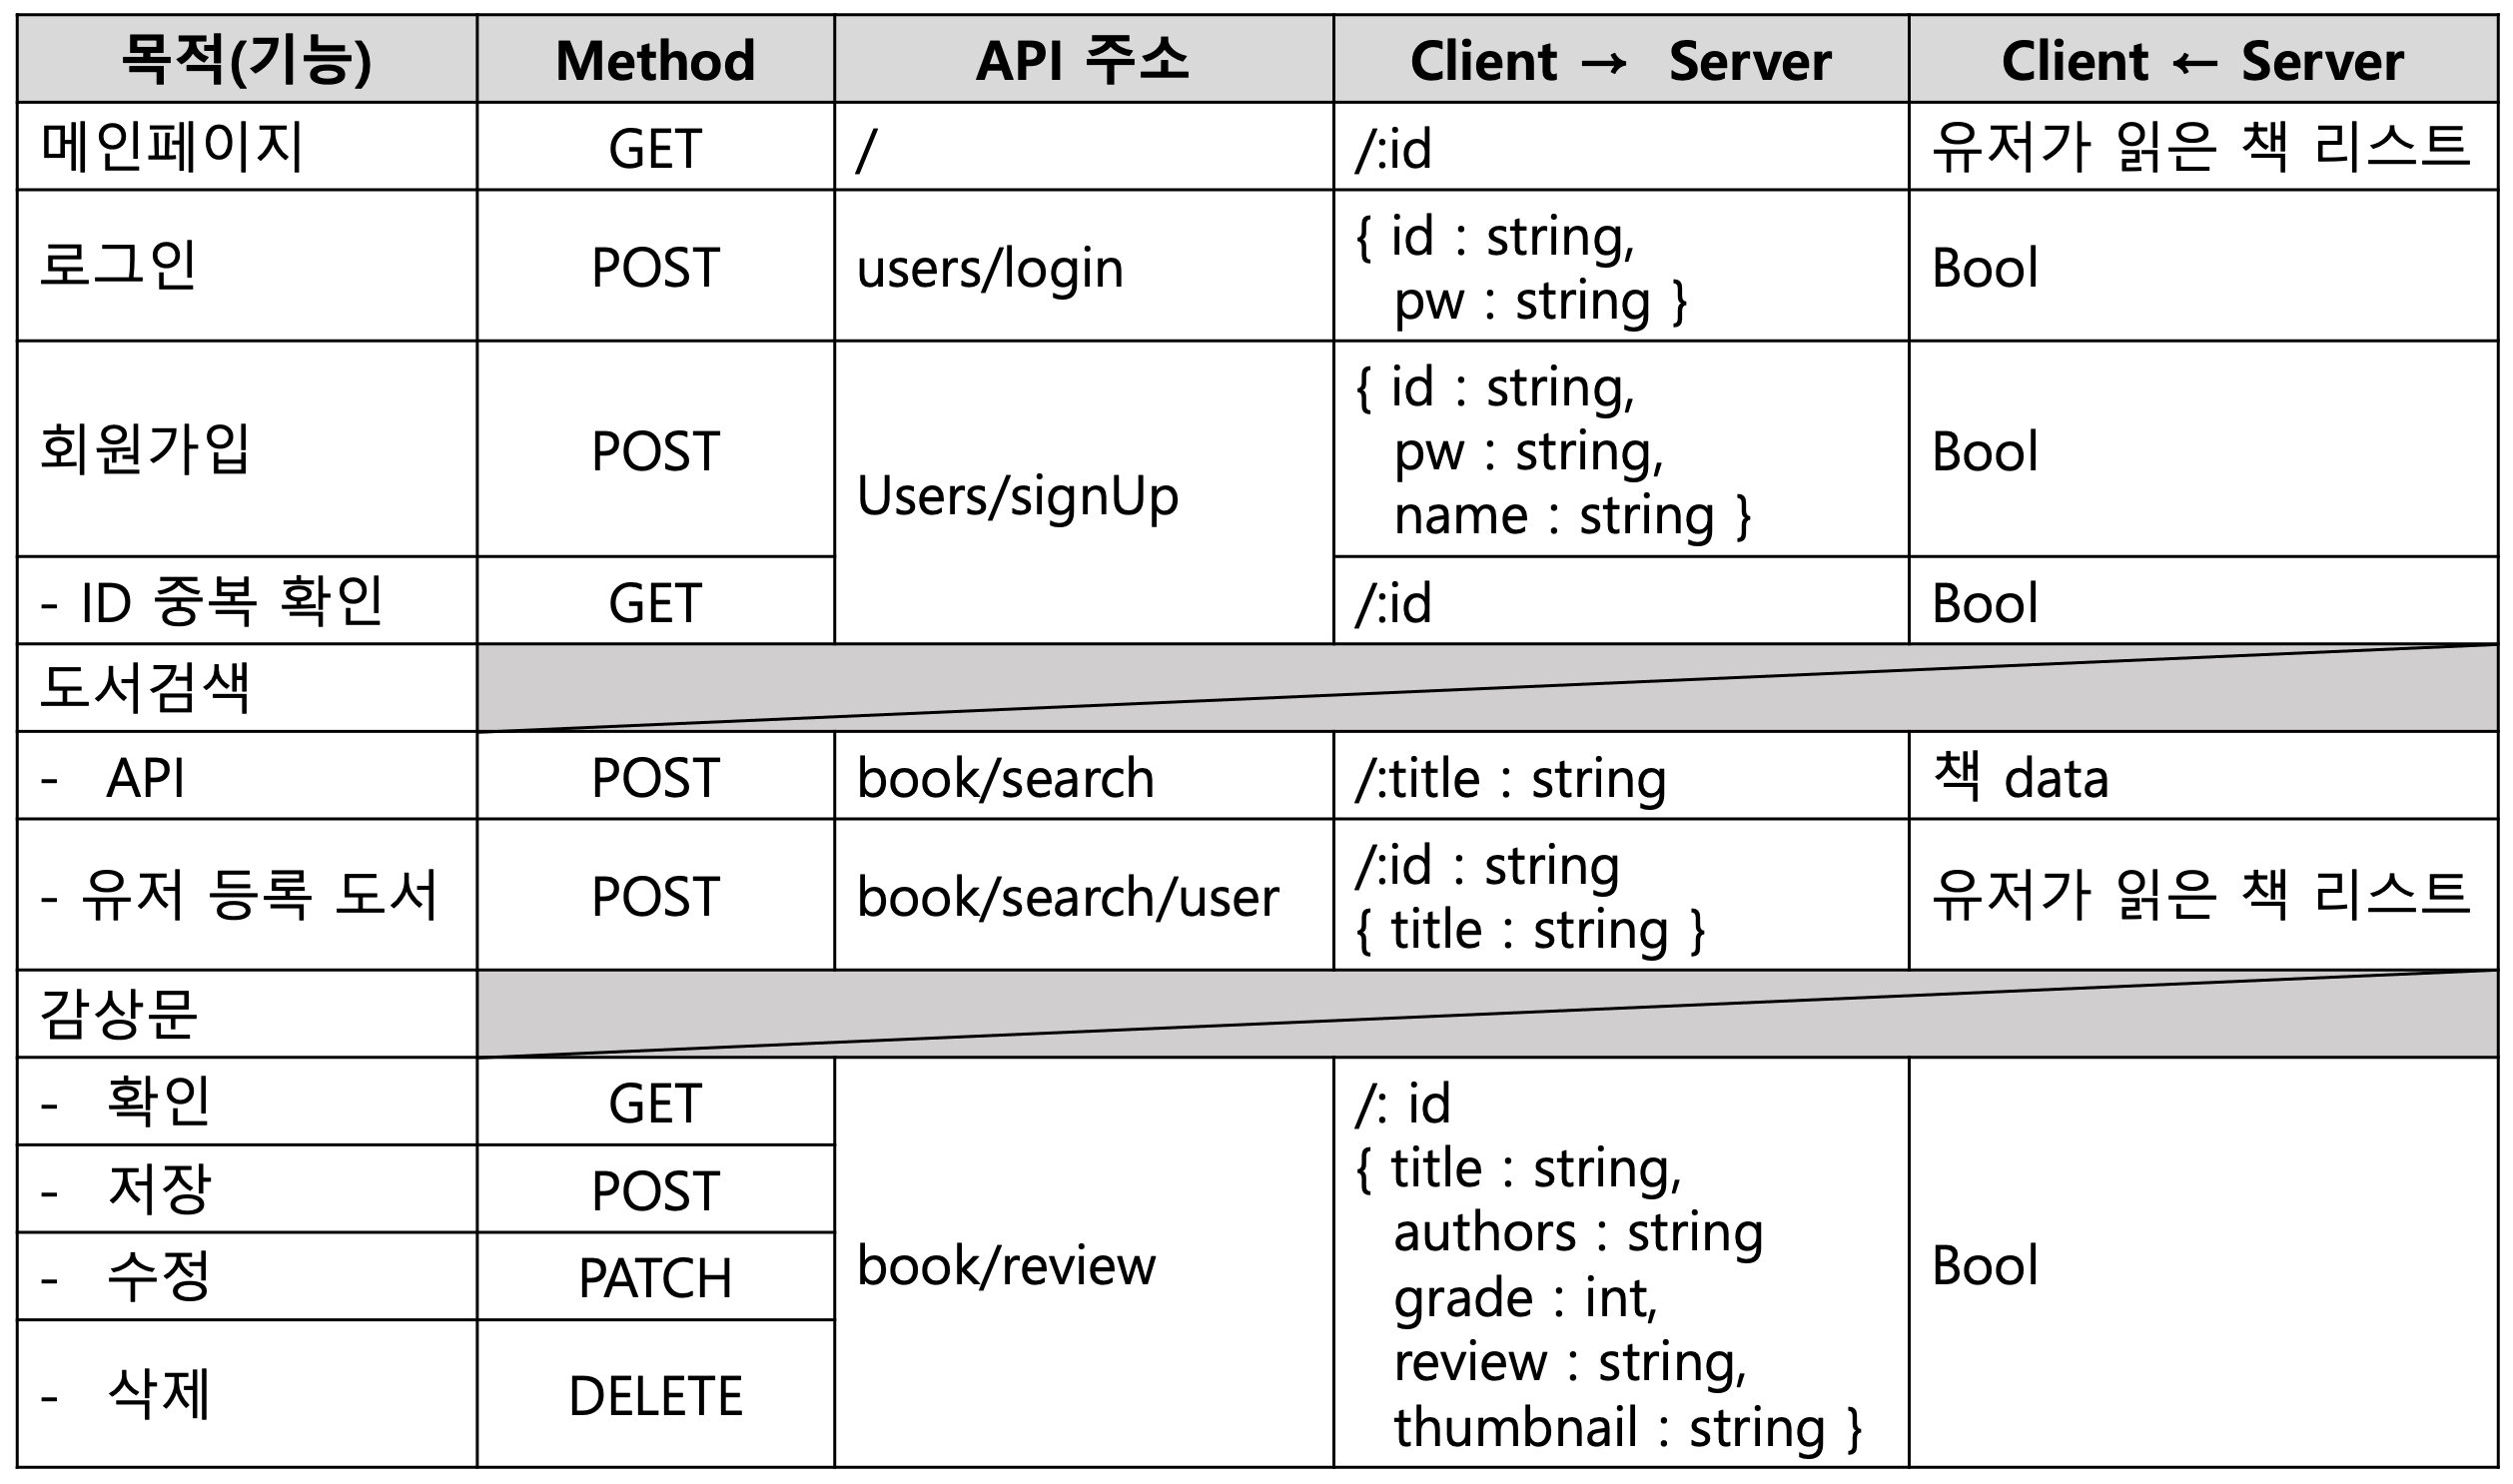 목적(기능) Method API 주소 Client → Server Client ← Server
메인페이지 GET / /:id 유저가 읽은 책 리스트
로그인 POST users/login { id : string,
pw : string } Bool
회원가입 POST Users/signUp { id : string,
pw : string,
name : string } Bool
- ID 중복 확인 GET /:id Bool
도서검색
- API POST book/search /:title : string 책 data
- 유저 등록 도서 POST book/search/user /:id : string
{ title : string } 유저가 읽은 책 리스트
감상문
- 확인 GET
- 저장 POST
- 수정 PATCH
- 삭제 DELETE
book/review
/: id
{ title : string,
authors : string
grade : int,
review : string,
thumbnail : string }
Bool